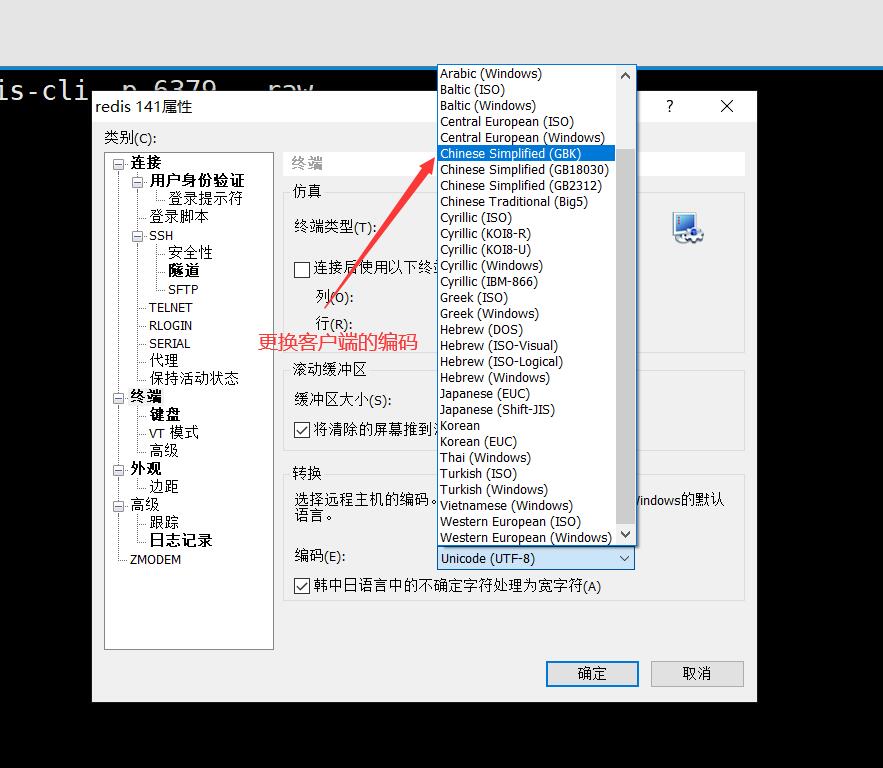 is-cli -p 6379 --raw
redis 141属性
?
类别(C):
连接
用户身份验证
登录提示符
登录脚本
SSH
安全性
隧道
SFTP
TELNET
RLOGIN
SERIAL
代理
保持活动状态
终端
键盘
VT 模式
高级
外观
边距
高级
跟踪
日志记录
ZMODEM
终端
仿真
终端类型(T):
连接后使用以下终
列(O):
行(R):
更换客户端的编码
滚动缓冲区
缓冲区大小(S):
将清除的屏幕推到
转换
选择远程主机的编码。
Windows的默认
语言。
编码(E):
Arabic (Windows)
Baltic (ISO)
Baltic (Windows)
Central European (ISO)
Central European (Windows)
Chinese Simplified (GBK)
Chinese Simplified (GB18030)
Chinese Simplified (GB2312)
Chinese Traditional (Big5)
Cyrillic (ISO)
Cyrillic (KOI8-R)
Cyrillic (KOI8-U)
Cyrillic (Windows)
Cyrillic (IBM-866)
Greek (ISO)
Greek (Windows)
Hebrew (DOS)
Hebrew (ISO-Visual)
Hebrew (ISO-Logical)
Hebrew (Windows)
Japanese (EUC)
Japanese (Shift-JIS)
Korean
Korean (EUC)
Thai (Windows)
Turkish (ISO)
Turkish (Windows)
Vietnamese (Windows)
Western European (ISO)
Western European (Windows)
Unicode (UTF-8)
韩中日语言中的不确定字符处理为宽字符(A)
确定
取消